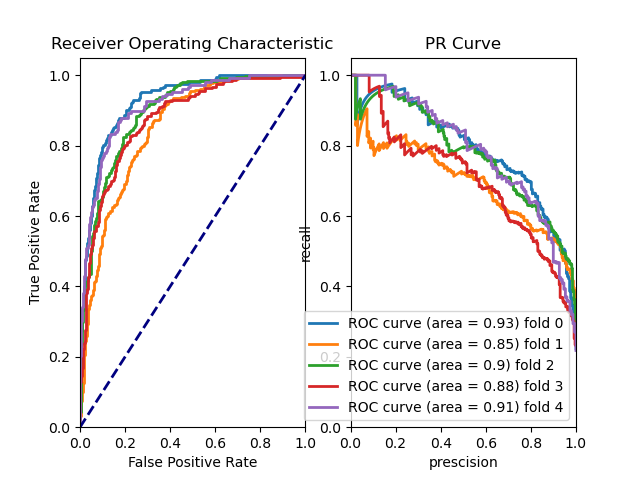 Receiver Operating Characteristic
PR Curve
1.0
0.8
0.6
0.4
0.2
0.0
True Positive Rate
0.0 0.2 0.4 0.6 0.8 1.0
False Positive Rate
1.0
0.8
0.6
0.4
0.2
0.0
recall
0.0 0.2 0.4 0.6 0.8 1.0
prescision
ROC curve (area = 0.93) fold 0
ROC curve (area = 0.85) fold 1
ROC curve (area = 0.9) fold 2
ROC curve (area = 0.88) fold 3
ROC curve (area = 0.91) fold 4